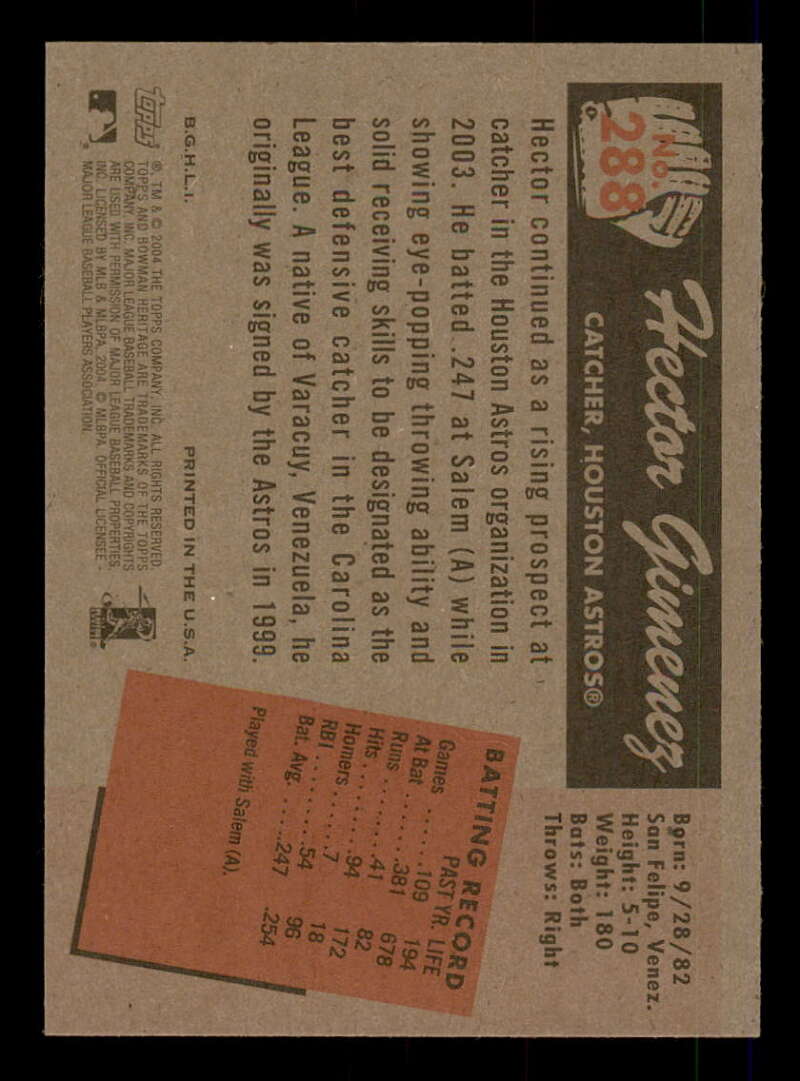 No.
288
Hector Gimenez
CATCHER, HOUSTON ASTROS®
Born: 9/28/82
San Felipe, Venez.
Height: 5-10
Weight: 180
Bats: Both
Throws: Right
Hector continued as a rising prospect at
catcher in the Houston Astros organization in
2003. He batted .247 at Salem (A) while
showing eye-popping throwing ability and
solid receiving skills to be designated as the
best defensive catcher in the Carolina
League. A native of Varacuy, Venezuela, he
originally was signed by the Astros in 1999.
BATTING RECORD
PAST YR. LIFE
Games ......109 194
At Bat .......381 678
Runs ........41 82
Hits ........94 172
Homers ......7 18
RBI ........54 96
Bat. Avg. .....247 .254
Played with Salem (A).
B.G.H.L.I. PRINTED IN THE U.S.A.
TOPPS
® TM & © 2004 THE TOPPS COMPANY, INC. ALL RIGHTS RESERVED.
TOPPS AND BOWMAN HERITAGE ARE TRADEMARKS OF THE TOPPS
COMPANY, INC. MAJOR LEAGUE BASEBALL TRADEMARKS AND COPYRIGHTS
ARE USED WITH PERMISSION OF MAJOR LEAGUE BASEBALL PROPERTIES,
INC. LICENSED BY MLB & MLBPA, 2004. © MLBPA. OFFICIAL LICENSEE -
MAJOR LEAGUE BASEBALL PLAYERS ASSOCIATION.